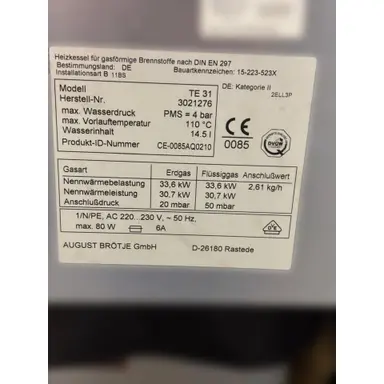 Heizkessel für gasförmige Brennstoffe nach DIN EN 297
Bestimmungsland: DE DE: Kategorie II
Installationsart B 11BS Bauartkennzeichen: 15-223-523X 2ELL3P
Modell TE 31
Herstell-Nr. 3021276
max. Wasserdruck PMS = 4 bar
max. Vorlauftemperatur 110 °C
Wasserinhalt 14.5 l
Produkt-ID-Nummer CE-0085AQ0210
CE
0085
DVGW
Gasart Erdgas Flüssiggas Anschlußwert
Nennwärmebelastung 33,6 kW 33,6 kW 2,61 kg/h
Nennwärmeleistung 30,7 kW 30,7 kW
Anschlußdruck 20 mbar 50 mbar
1/N/PE, AC 220...230 V, ~ 50 Hz.
max. 80 W 6A
AUGUST BRÖTJE GmbH D-26180 Rastede